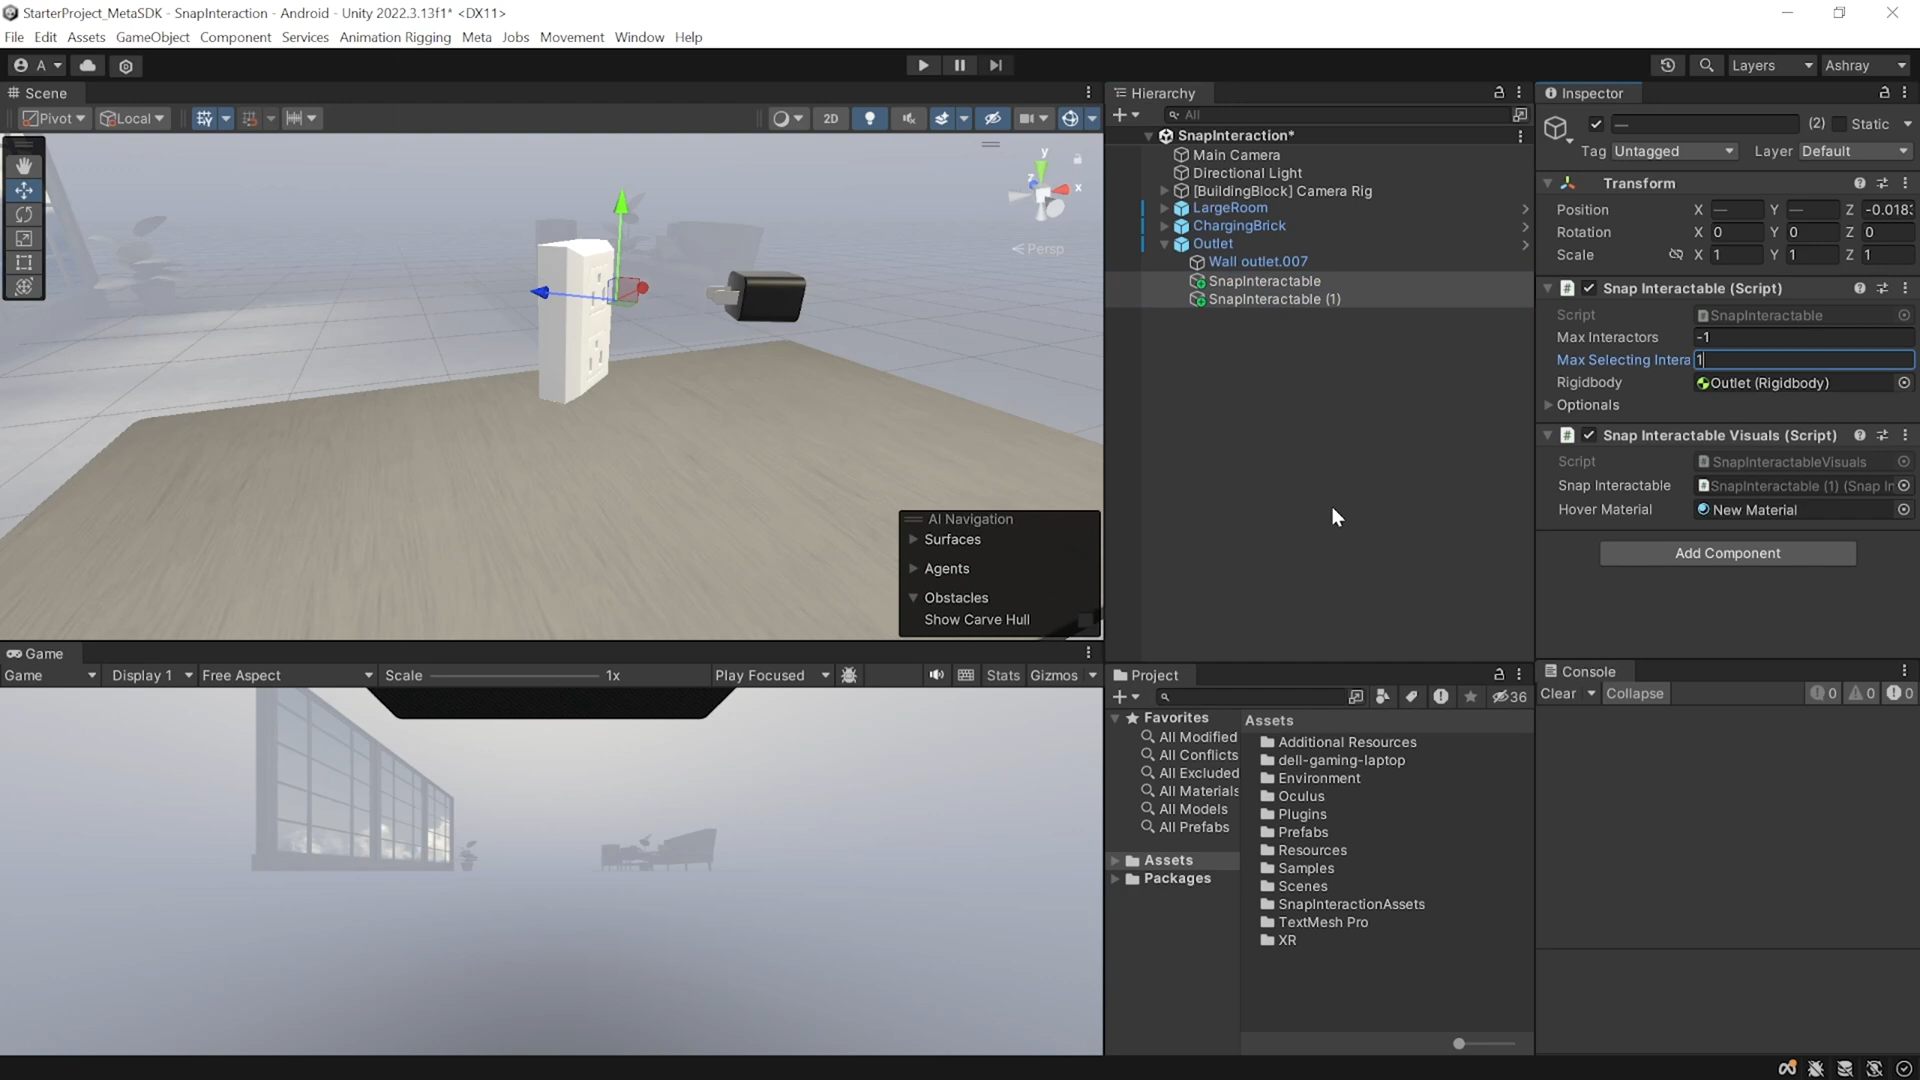 StarterProject_MetaSDK - SnapInteraction - Android - Unity 2022.3.13f1* <DX11>
File Edit Assets GameObject Component Services Animation Rigging Meta Jobs Movement Window Help
A Layers Ashray
Scene
Pivot Local 2D
y
x
z
Persp
AI Navigation
Surfaces
Agents
Obstacles
Show Carve Hull
Game
Game Display 1 Free Aspect Scale 1x Play Focused Stats Gizmos
Hierarchy
All
SnapInteraction*
Main Camera
Directional Light
[BuildingBlock] Camera Rig
LargeRoom
ChargingBrick
Outlet
Wall outlet.007
SnapInteractable
SnapInteractable (1)
Inspector
— (2) Static
Tag Untagged Layer Default
Transform
Position X — Y — Z -0.018
Rotation X 0 Y 0 Z 0
Scale X 1 Y 1 Z 1
Snap Interactable (Script)
Script SnapInteractable
Max Interactors -1
Max Selecting Intera 1
Rigidbody Outlet (Rigidbody)
Optionals
Snap Interactable Visuals (Script)
Script SnapInteractableVisuals
Snap Interactable SnapInteractable (1) (Snap In
Hover Material New Material
Add Component
Project
36
Favorites
All Modified
All Conflicts
All Excluded
All Materials
All Models
All Prefabs
Assets
Packages
Assets
Additional Resources
dell-gaming-laptop
Environment
Oculus
Plugins
Prefabs
Resources
Samples
Scenes
SnapInteractionAssets
TextMesh Pro
XR
Console
Clear Collapse 0 0 0